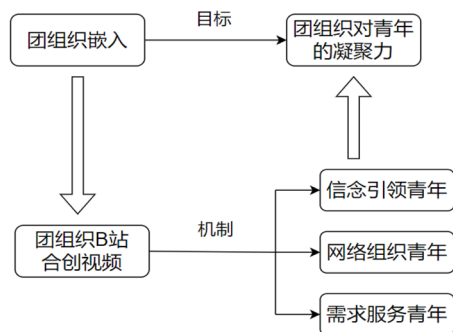 团组织嵌入
目标
团组织对青年
的凝聚力
团组织B站
合创视频
机制
信念引领青年
网络组织青年
需求服务青年